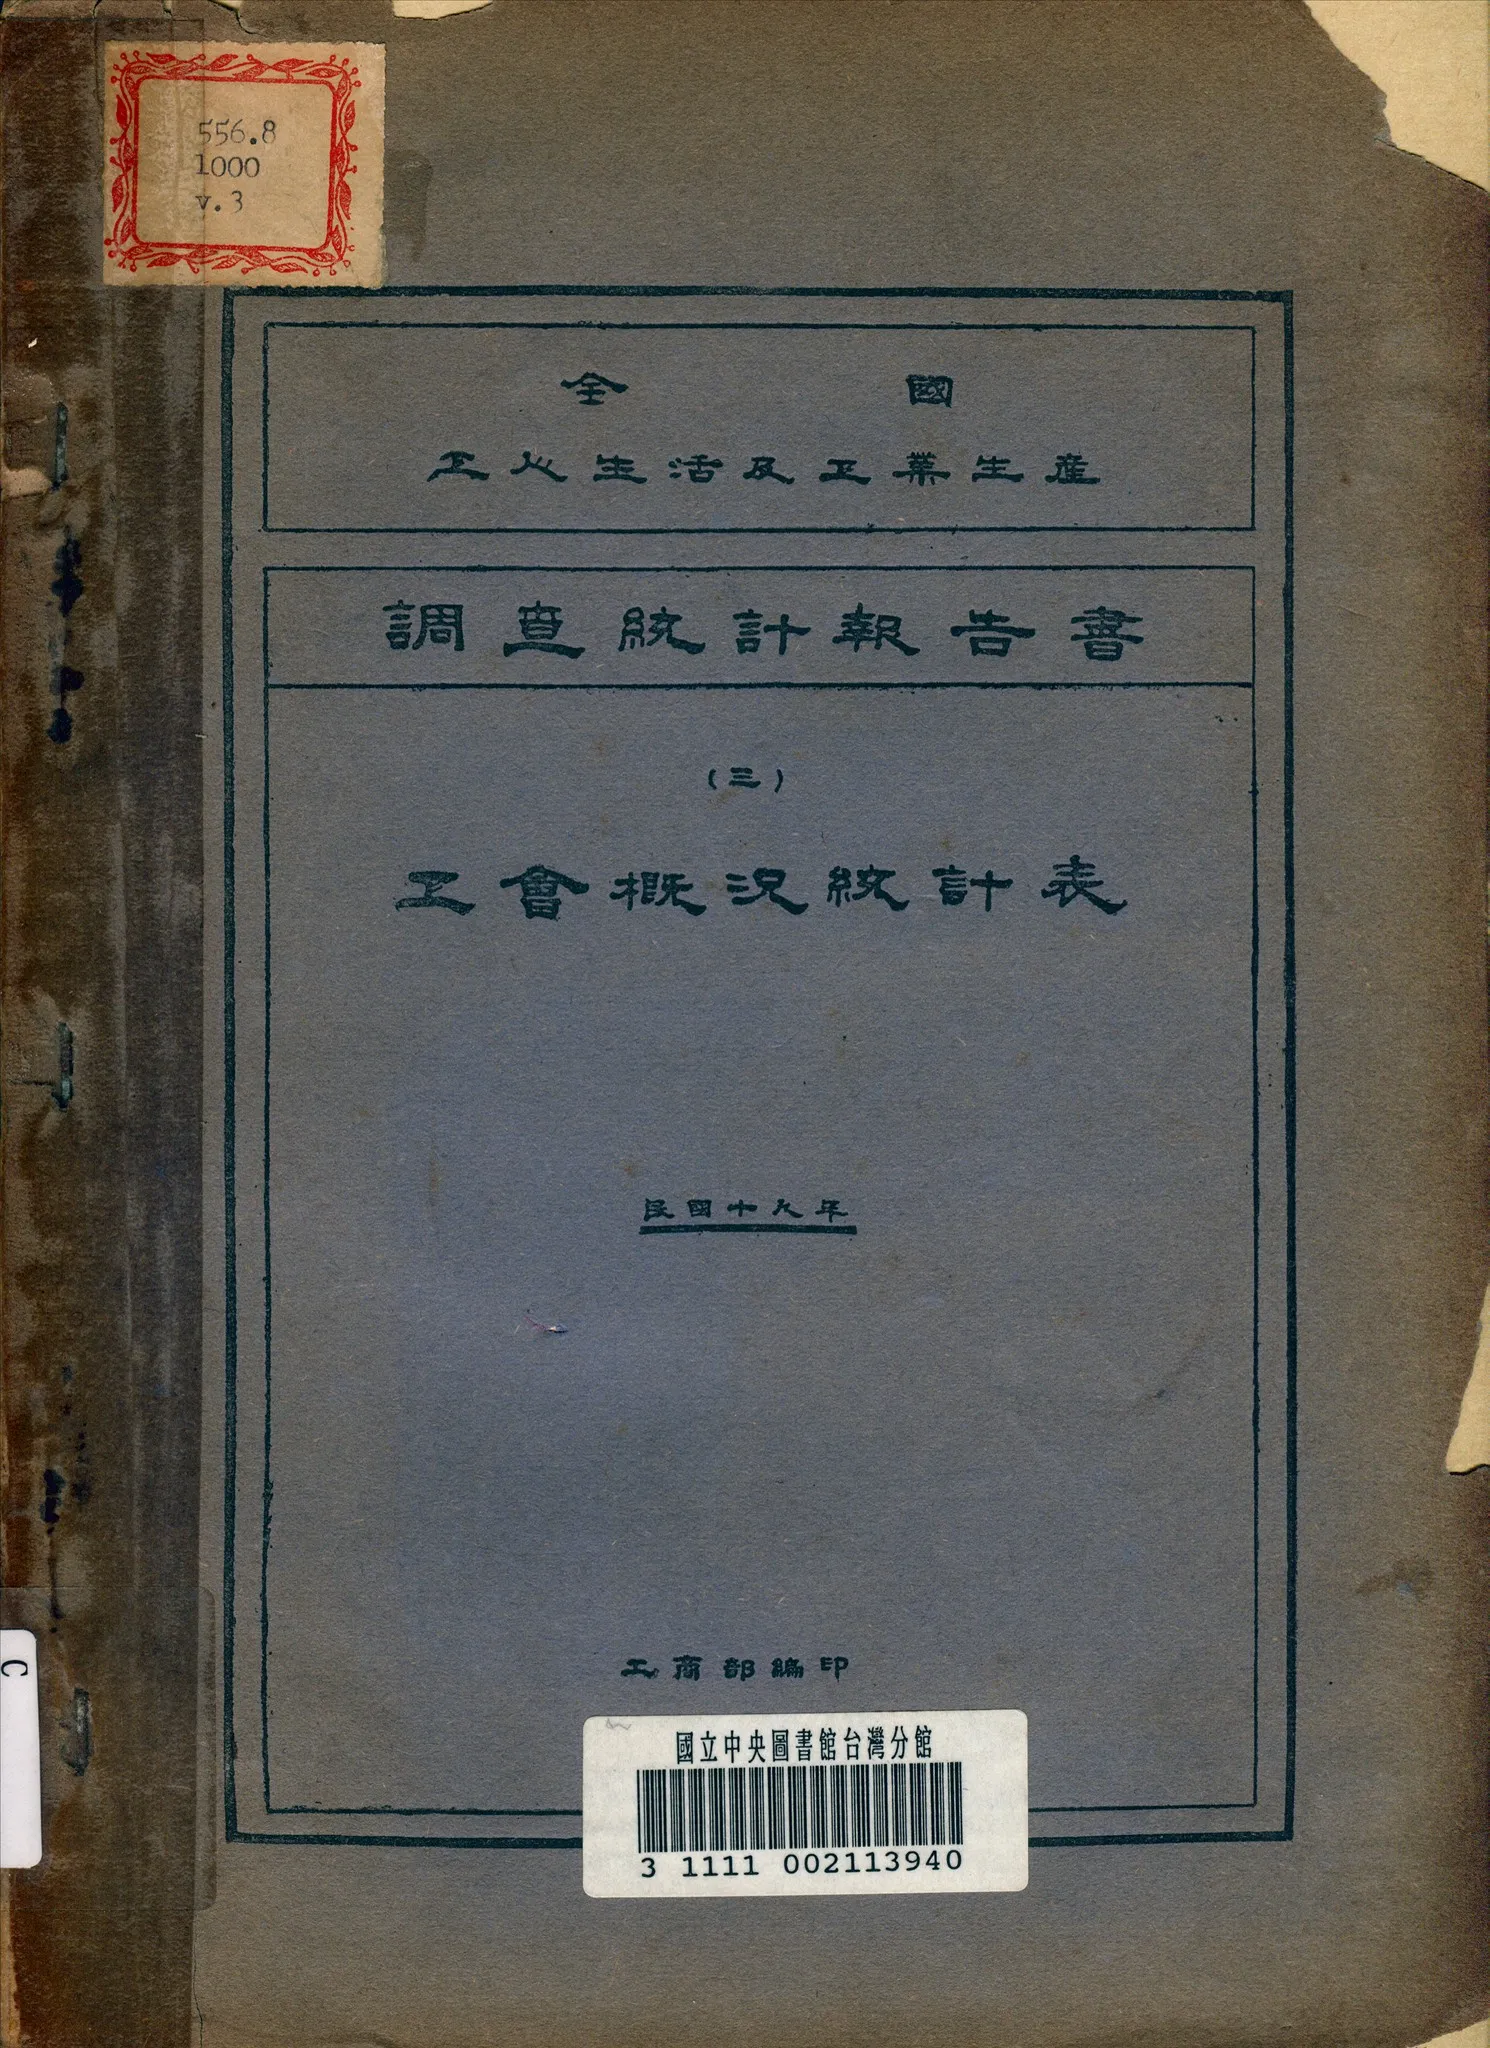 556.8
1000
v.3
全國
工人生活及工業生產
調查統計報告書
(三)
工會概況統計表
民國十九年
工商部編印
國立中央圖書館台灣分館
3 1111 002113940
C